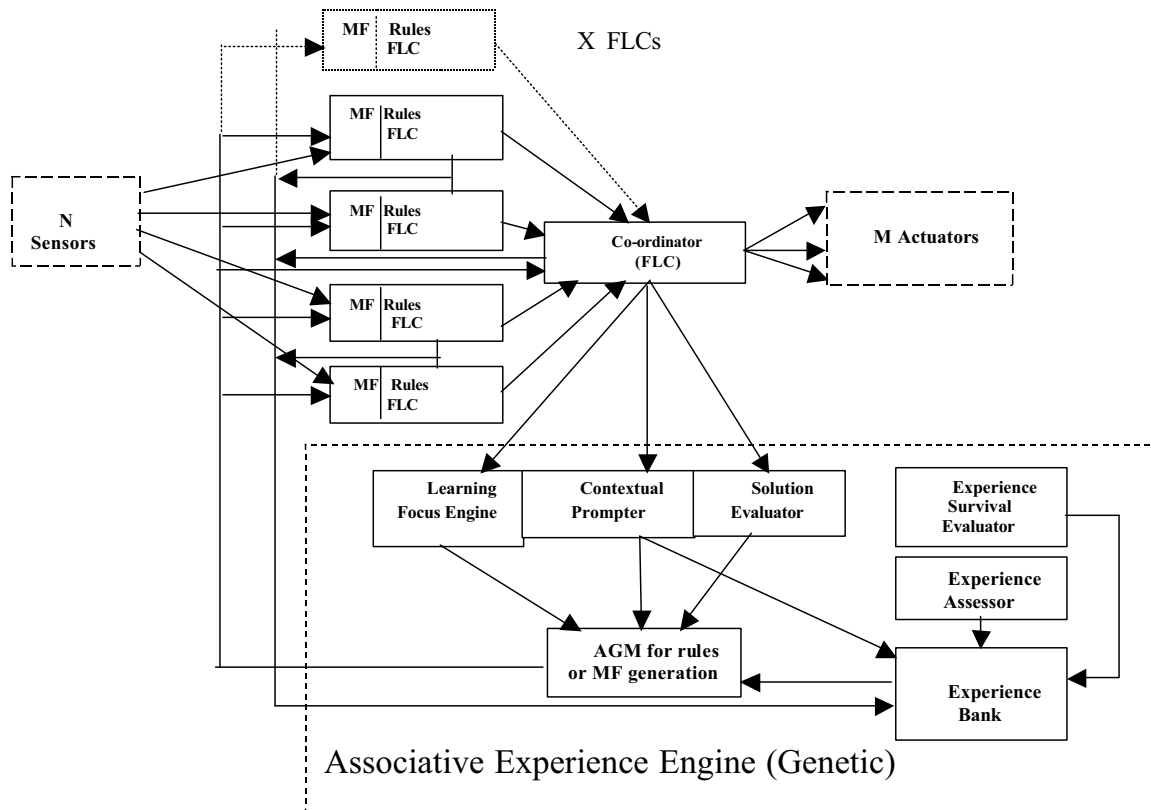 MF Rules
FLC
X FLCs
MF Rules
FLC
N
Sensors
MF Rules
FLC
Co-ordinator
(FLC)
M Actuators
MF Rules
FLC
MF Rules
FLC
Learning
Focus Engine
Contextual
Prompter
Solution
Evaluator
Experience
Survival
Evaluator
Experience
Assessor
AGM for rules
or MF generation
Experience
Bank
Associative Experience Engine (Genetic)